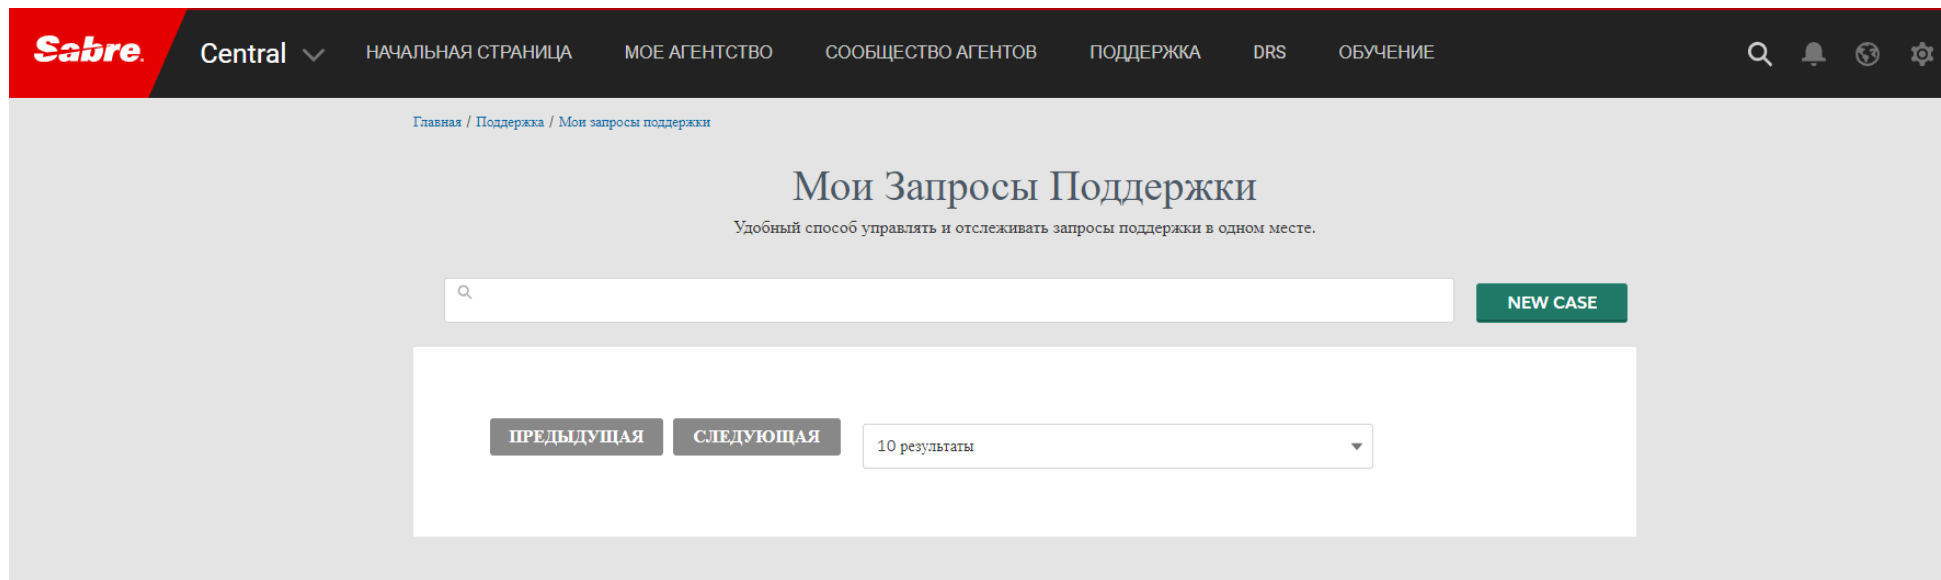 Sabre. Central НАЧАЛЬНАЯ СТРАНИЦА МОЕ АГЕНТСТВО СООБЩЕСТВО АГЕНТОВ ПОДДЕРЖКА DRS ОБУЧЕНИЕ
Главная / Поддержка / Мои запросы поддержки
Мои Запросы Поддержки
Удобный способ управлять и отслеживать запросы поддержки в одном месте.
NEW CASE
ПРЕДЫДУЩАЯ СЛЕДУЮЩАЯ 10 результаты